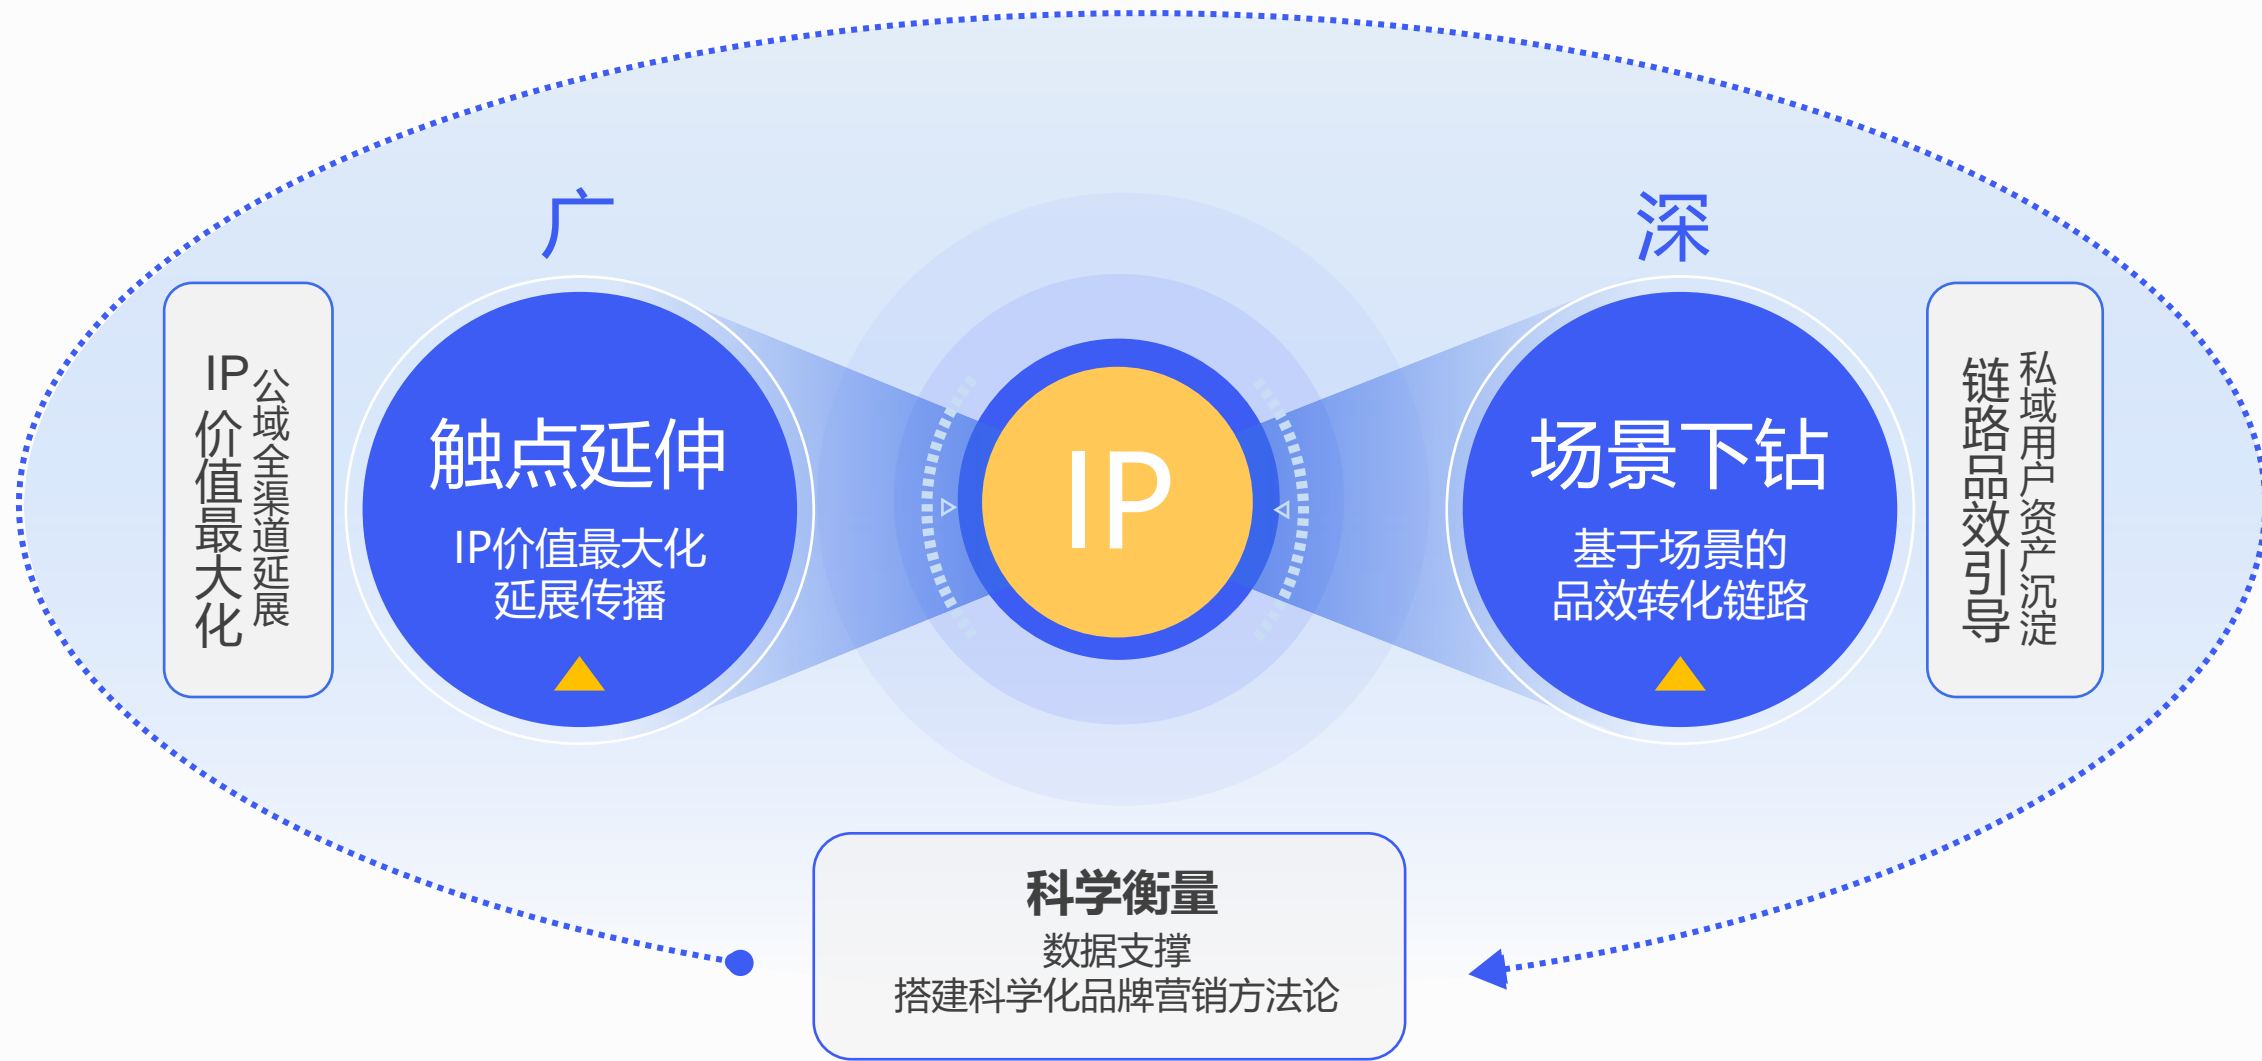 广
深
公域全渠道延展
IP价值最大化
触点延伸
IP价值最大化
延展传播
IP
场景下钻
基于场景的
品效转化链路
私域用户资产沉淀
链路品效引导
科学衡量
数据支撑
搭建科学化品牌营销方法论